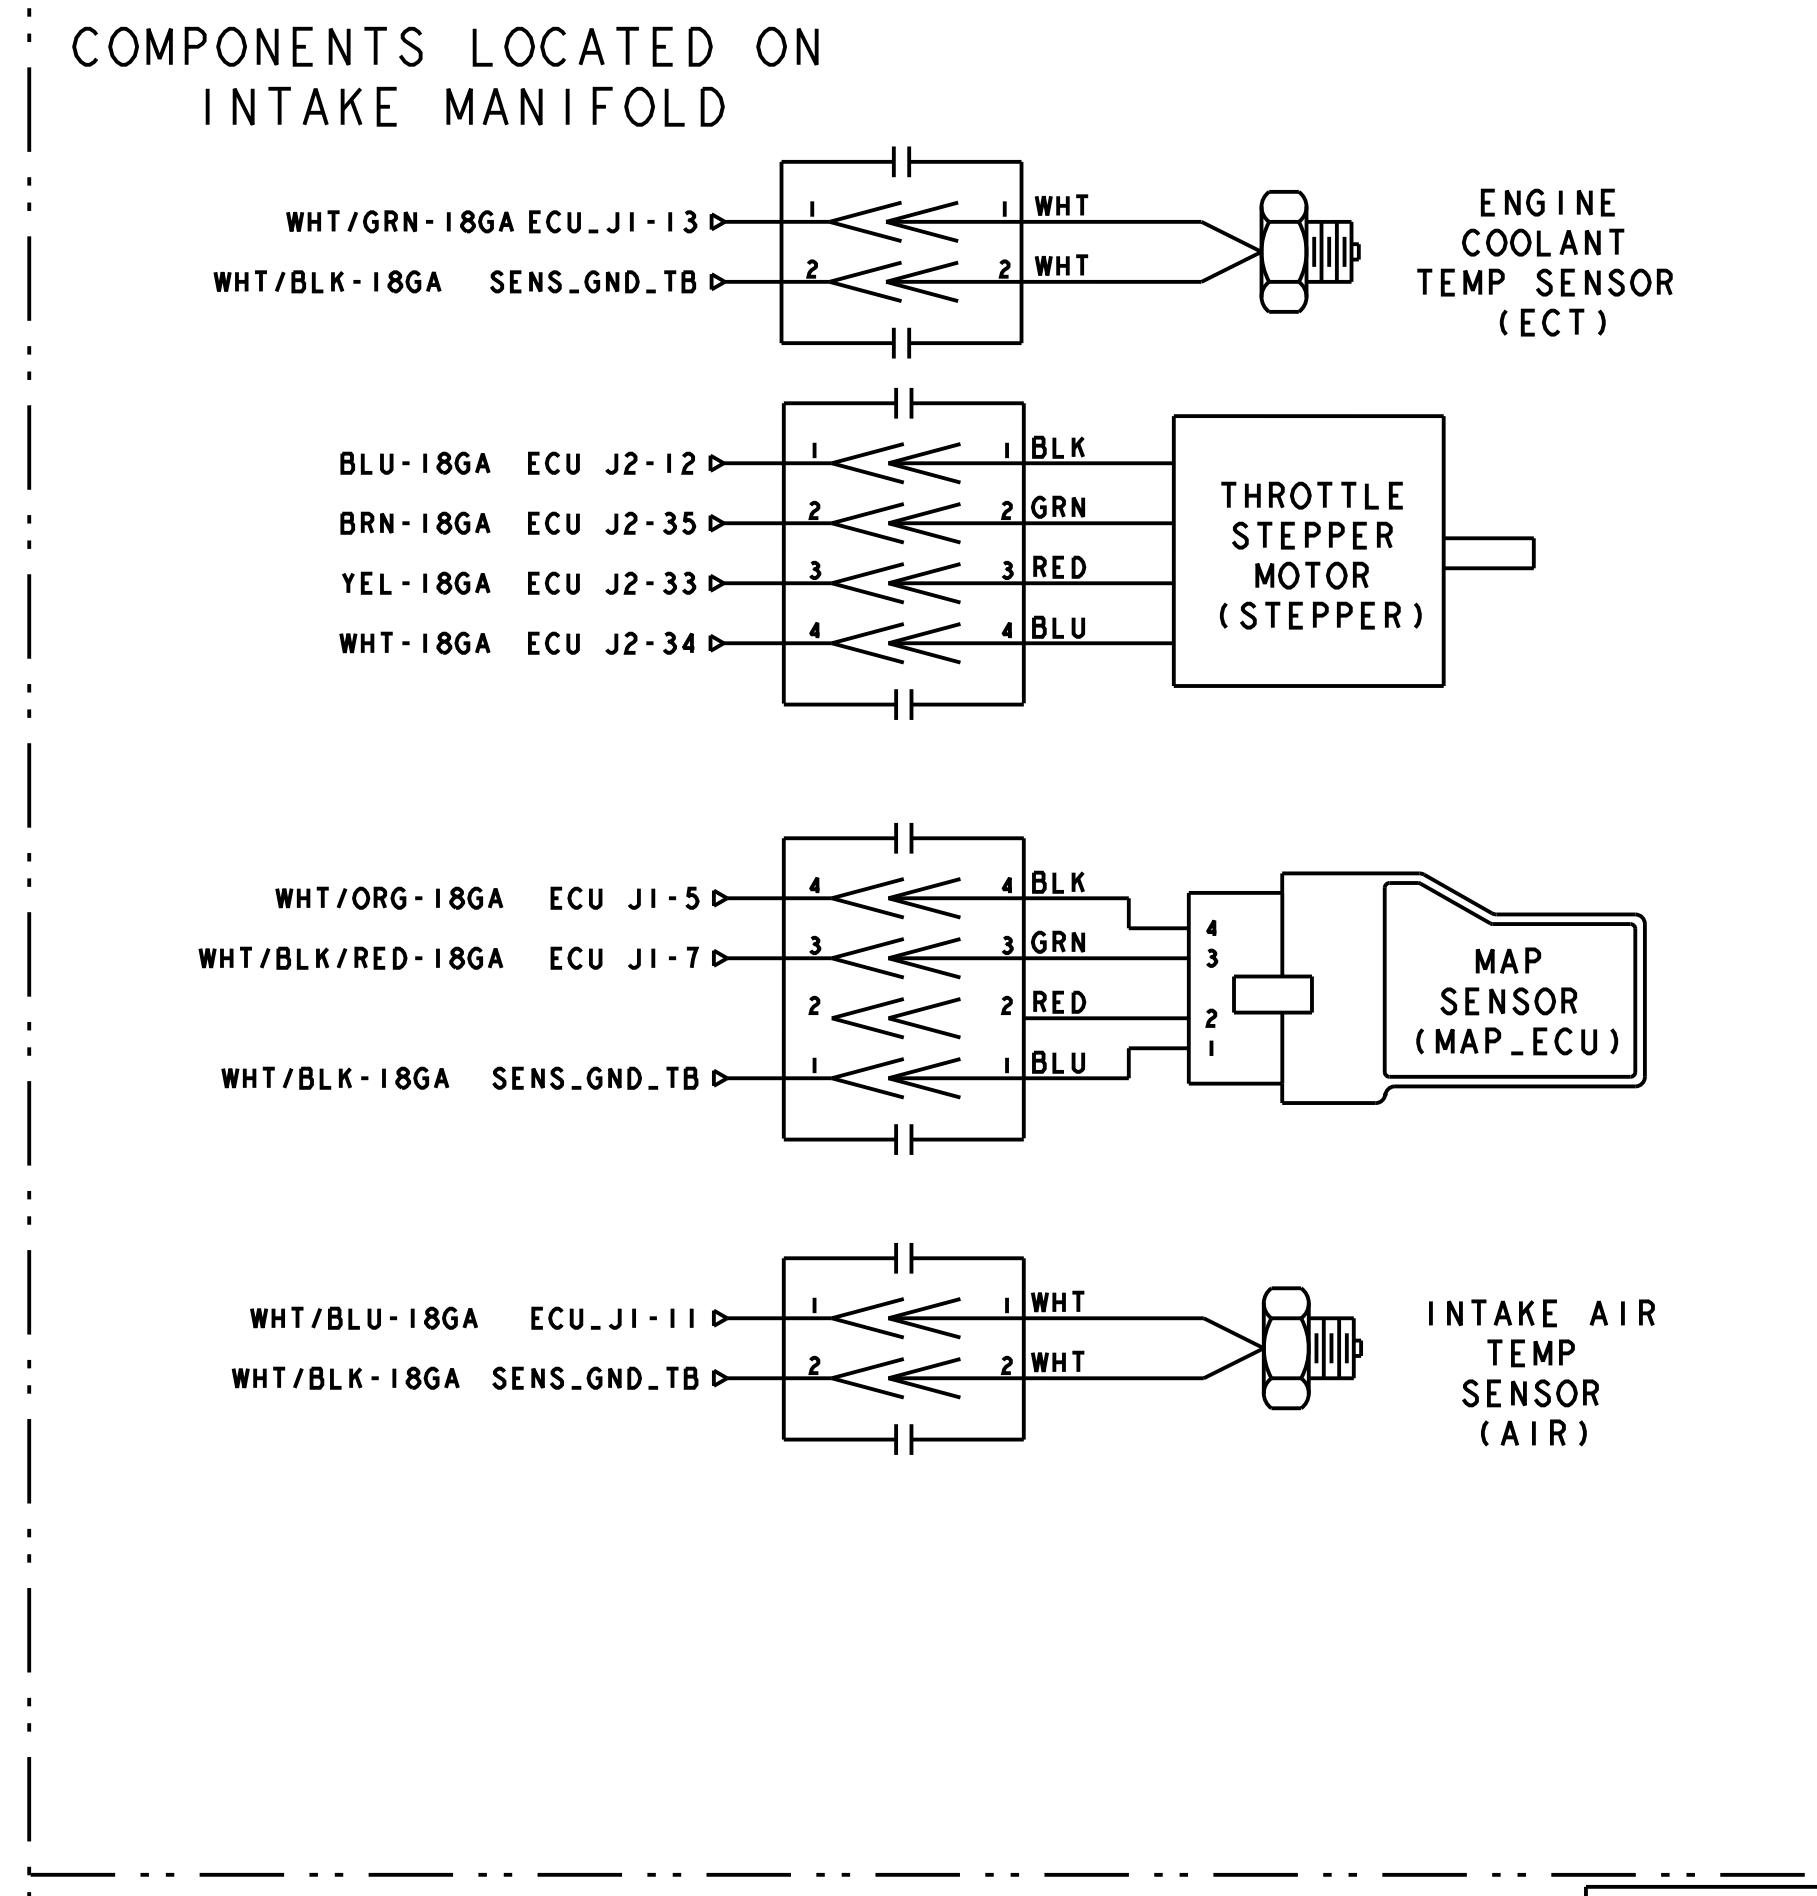 COMPONENTS LOCATED ON
INTAKE MANIFOLD
WHT/GRN-18GA ECU_J1-13 1 1 WHT
WHT/BLK-18GA SENS_GND_TB 2 2 WHT
ENGINE
COOLANT
TEMP SENSOR
(ECT)
BLU-18GA ECU J2-12 1 1 BLK
BRN-18GA ECU J2-35 2 2 GRN
YEL-18GA ECU J2-33 3 3 RED
WHT-18GA ECU J2-34 4 4 BLU
THROTTLE
STEPPER
MOTOR
(STEPPER)
WHT/ORG-18GA ECU J1-5 4 4 BLK 4
WHT/BLK/RED-18GA ECU J1-7 3 3 GRN 3
2 2 RED 2
WHT/BLK-18GA SENS_GND_TB 1 1 BLU 1
MAP
SENSOR
(MAP_ECU)
WHT/BLU-18GA ECU_J1-11 1 1 WHT
WHT/BLK-18GA SENS_GND_TB 2 2 WHT
INTAKE AIR
TEMP
SENSOR
(AIR)